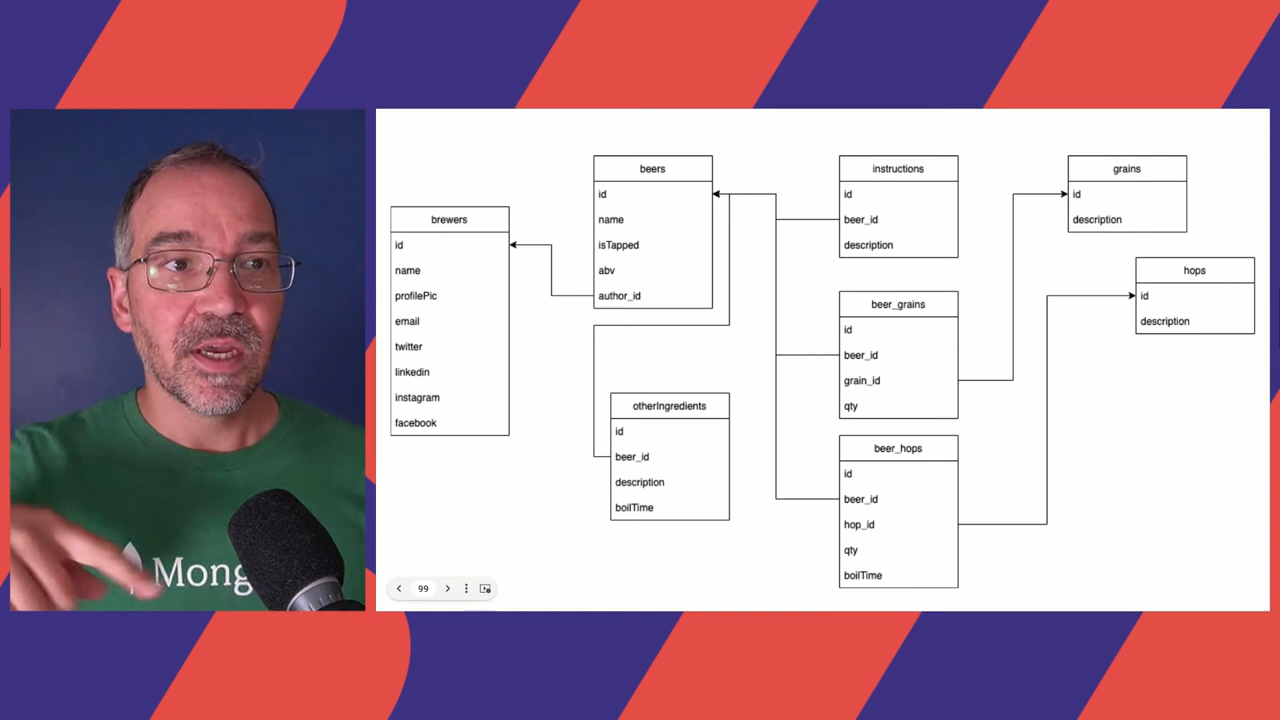 brewers
id
name
profilePic
email
twitter
linkedin
instagram
facebook
beers
id
name
isTapped
abv
author_id
otherIngredients
id
beer_id
description
boilTime
instructions
id
beer_id
description
beer_grains
id
beer_id
grain_id
qty
beer_hops
id
beer_id
hop_id
qty
boilTime
grains
id
description
hops
id
description
99
Mong